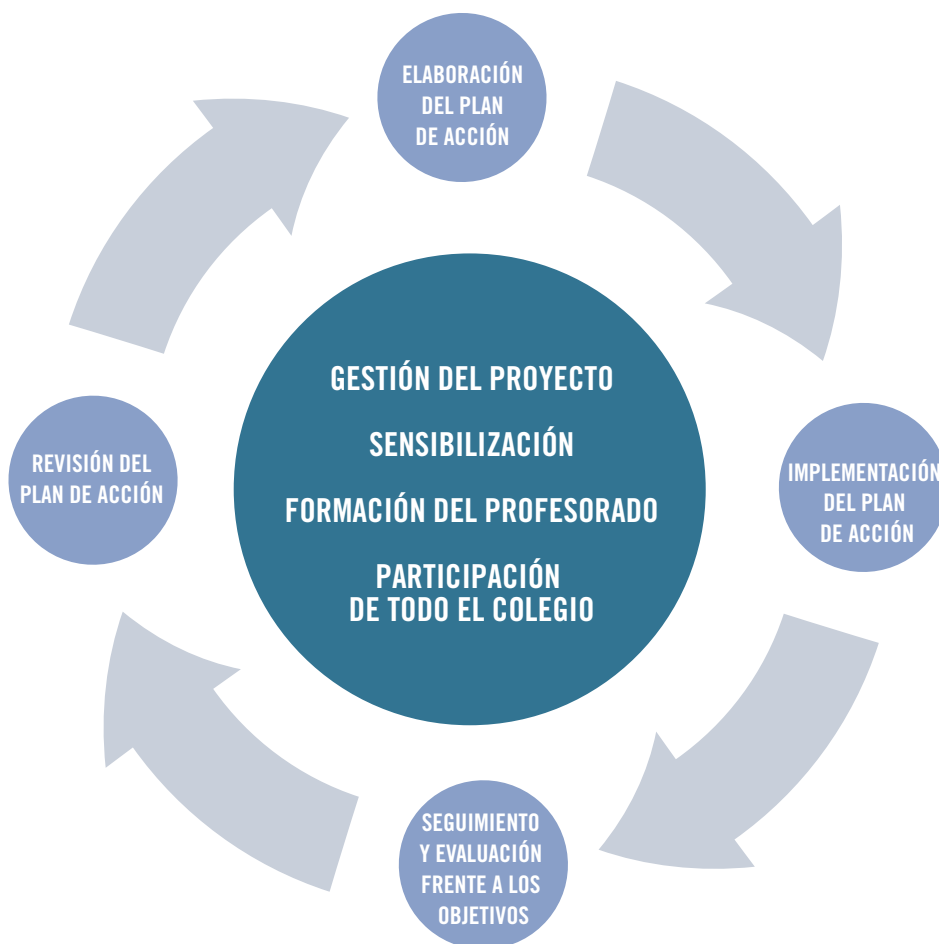 ELABORACIÓN
DEL PLAN
DE ACCIÓN
GESTIÓN DEL PROYECTO
SENSIBILIZACIÓN
FORMACIÓN DEL PROFESORADO
PARTICIPACIÓN
DE TODO EL COLEGIO
REVISIÓN DEL
PLAN DE ACCIÓN
IMPLEMENTACIÓN
DEL PLAN
DE ACCIÓN
SEGUIMIENTO
Y EVALUACIÓN
FRENTE A LOS
OBJETIVOS